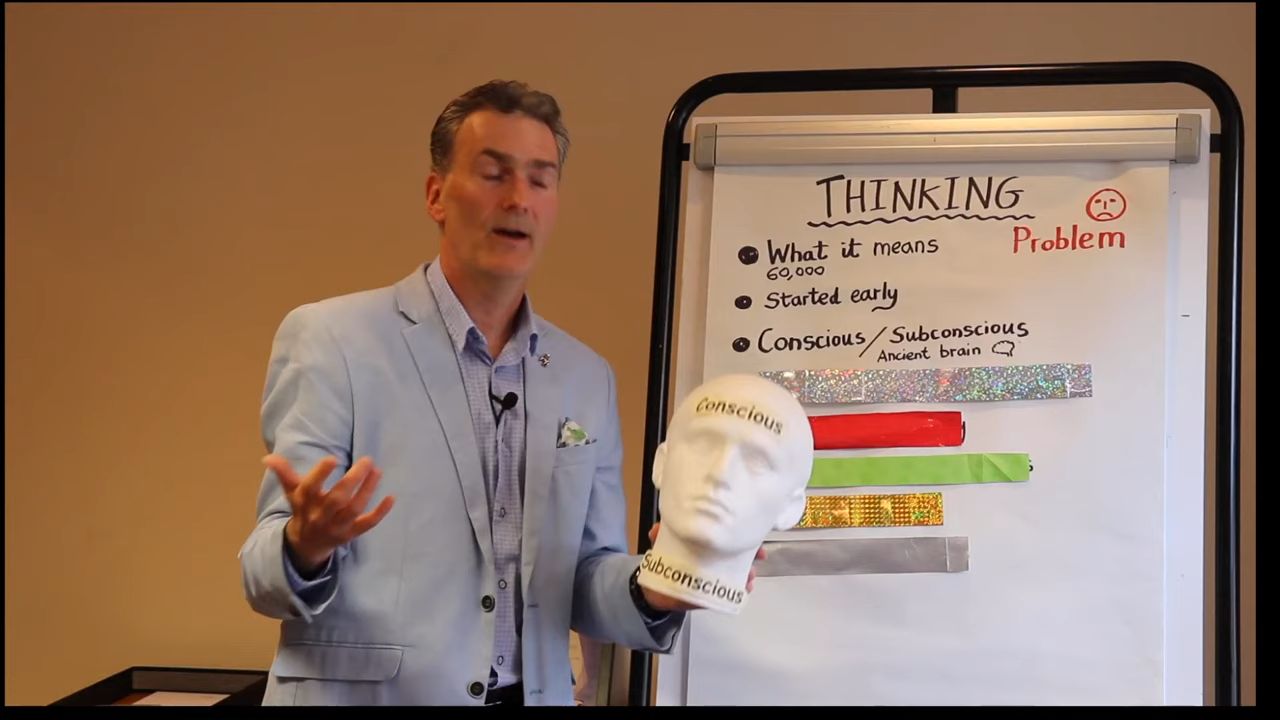 THINKING
Problem
What it means
60,000
Started early
Conscious / Subconscious
Ancient brain
Conscious
Subconscious